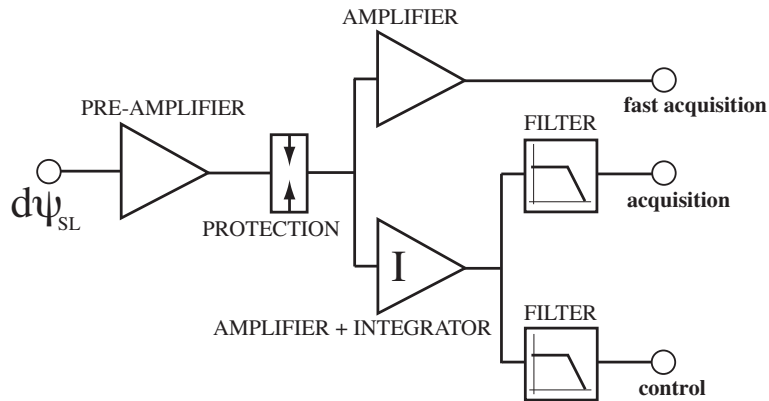 AMPLIFIER
PRE-AMPLIFIER
fast acquisition
FILTER
dψSL
PROTECTION
acquisition
I
AMPLIFIER + INTEGRATOR
FILTER
control